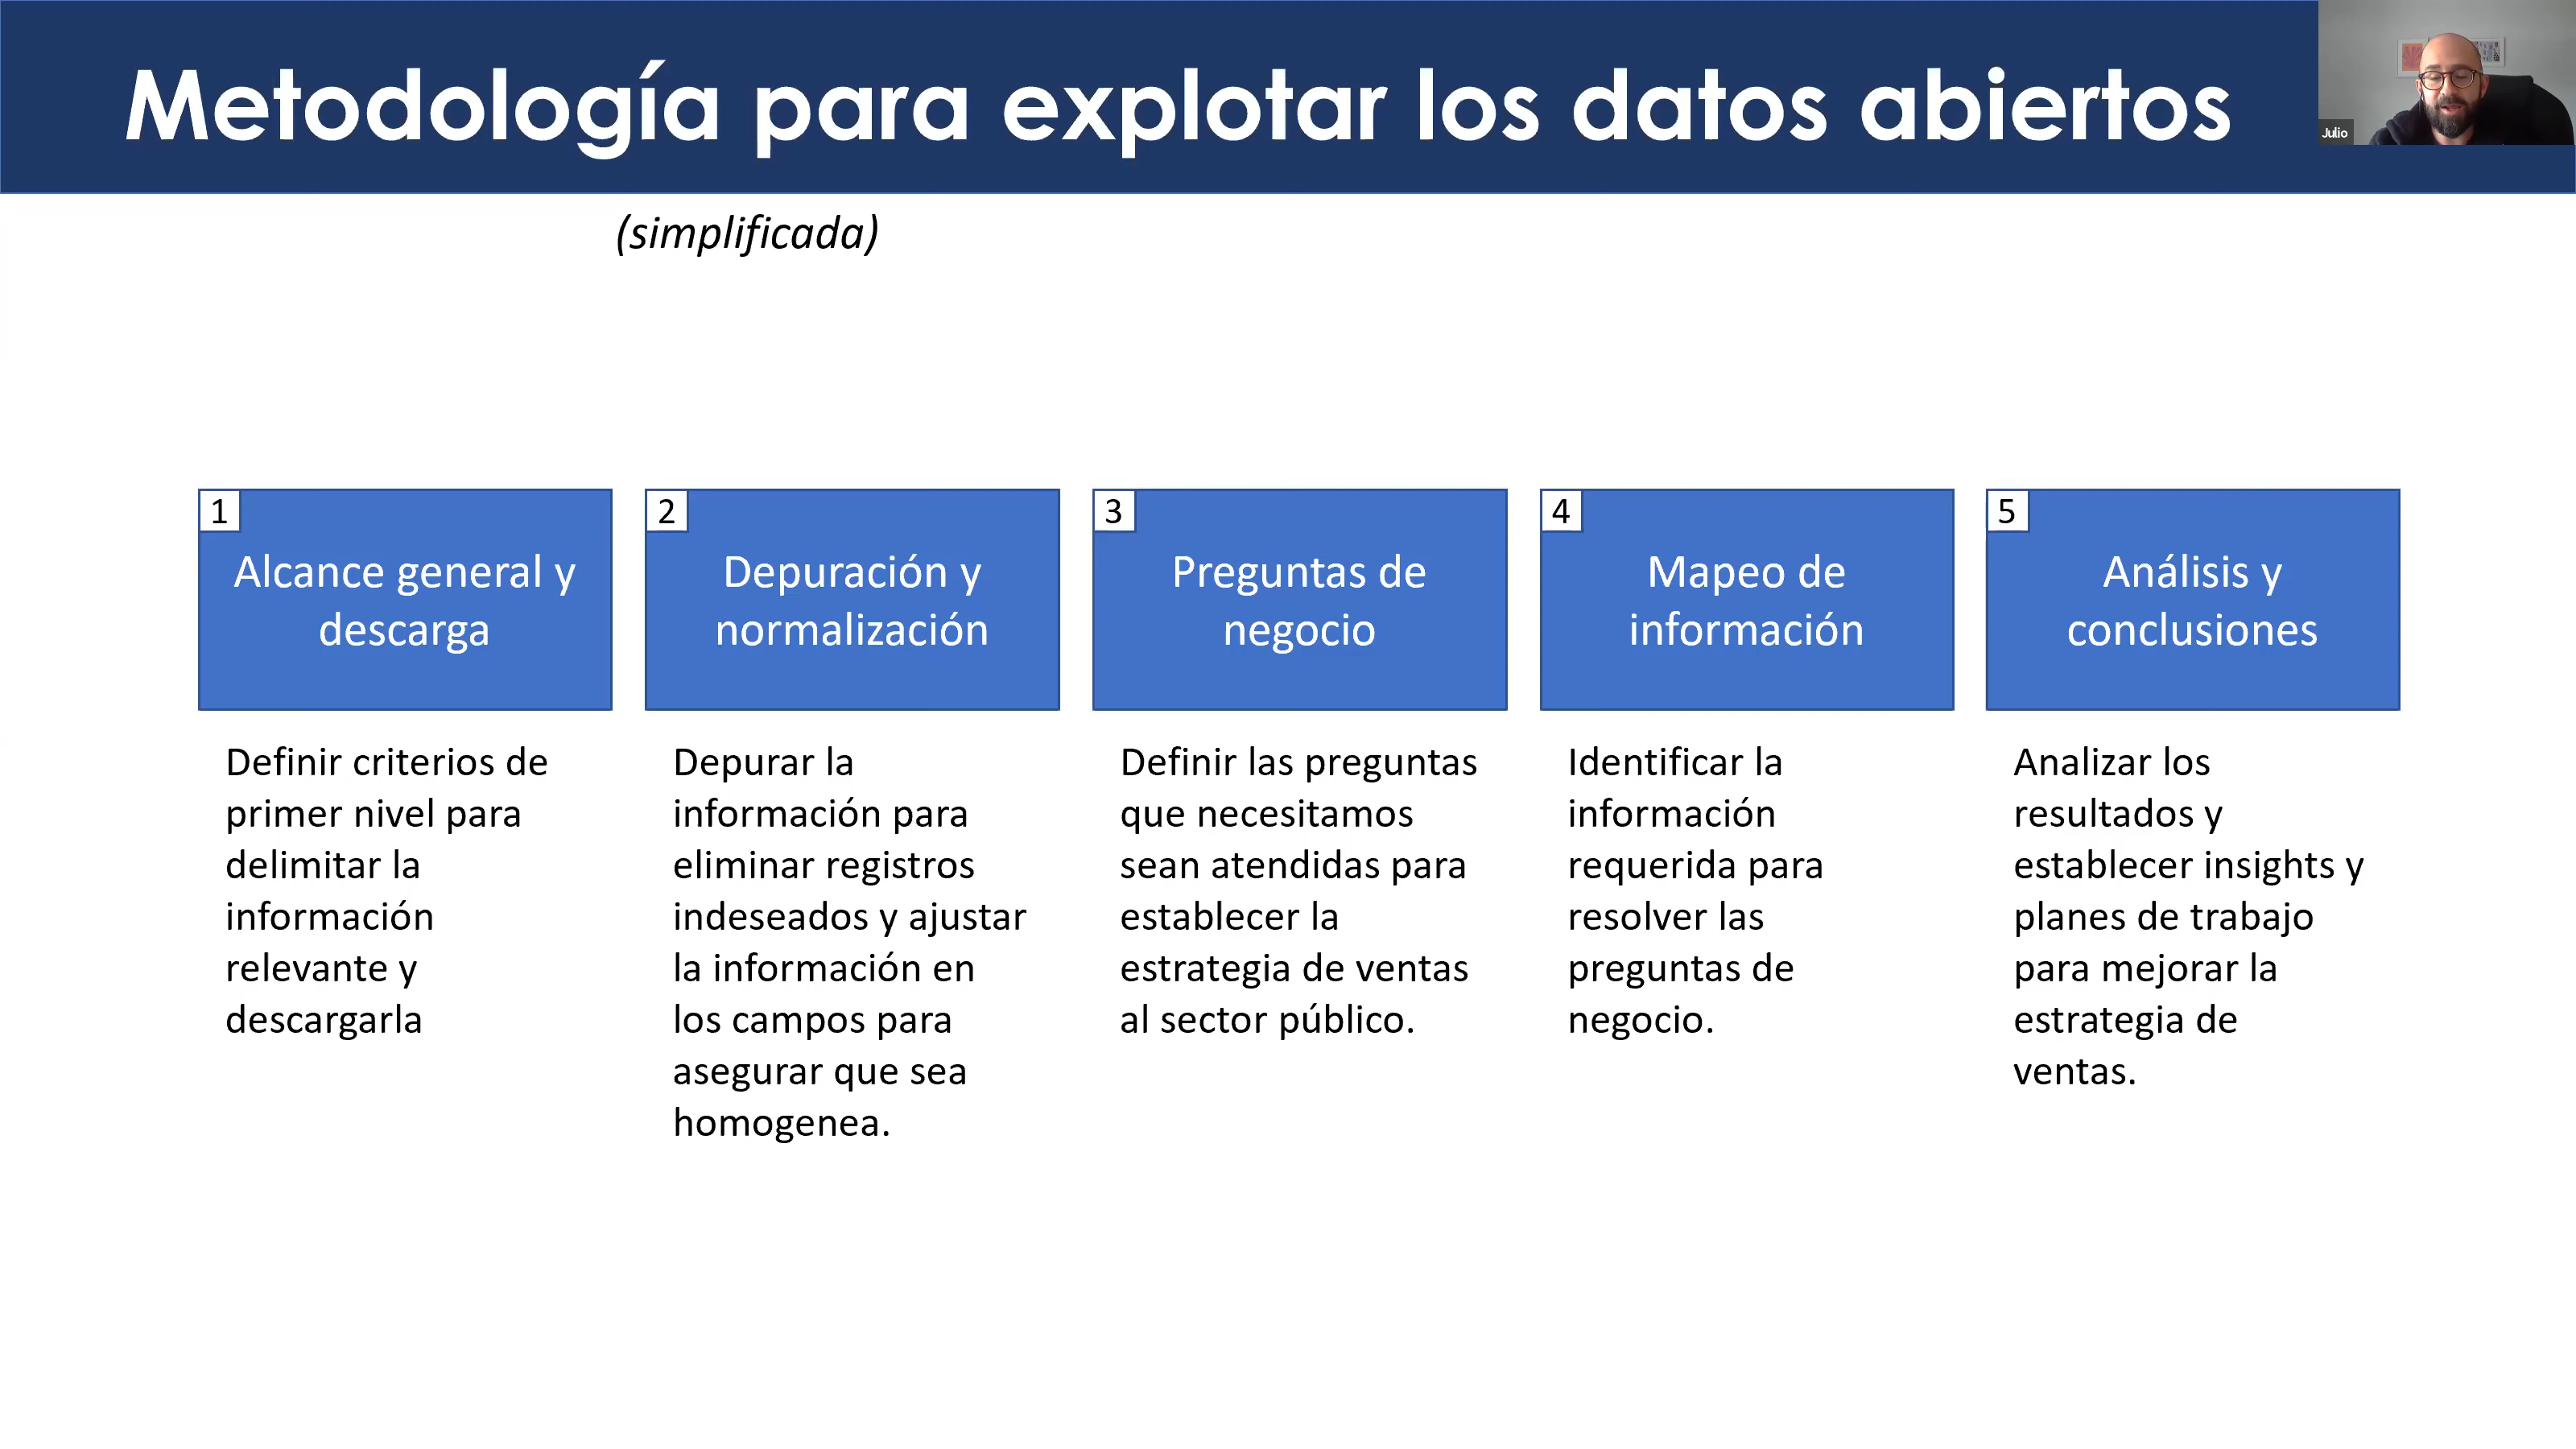 Metodología para explotar los datos abiertos
Julio
(simplificada)
1
Alcance general y
descarga
Definir criterios de
primer nivel para
delimitar la
información
relevante y
descargarla
2
Depuración y
normalización
Depurar la
información para
eliminar registros
indeseados y ajustar
la información en
los campos para
asegurar que sea
homogenea.
3
Preguntas de
negocio
Definir las preguntas
que necesitamos
sean atendidas para
establecer la
estrategia de ventas
al sector público.
4
Mapeo de
información
Identificar la
información
requerida para
resolver las
preguntas de
negocio.
5
Análisis y
conclusiones
Analizar los
resultados y
establecer insights y
planes de trabajo
para mejorar la
estrategia de
ventas.